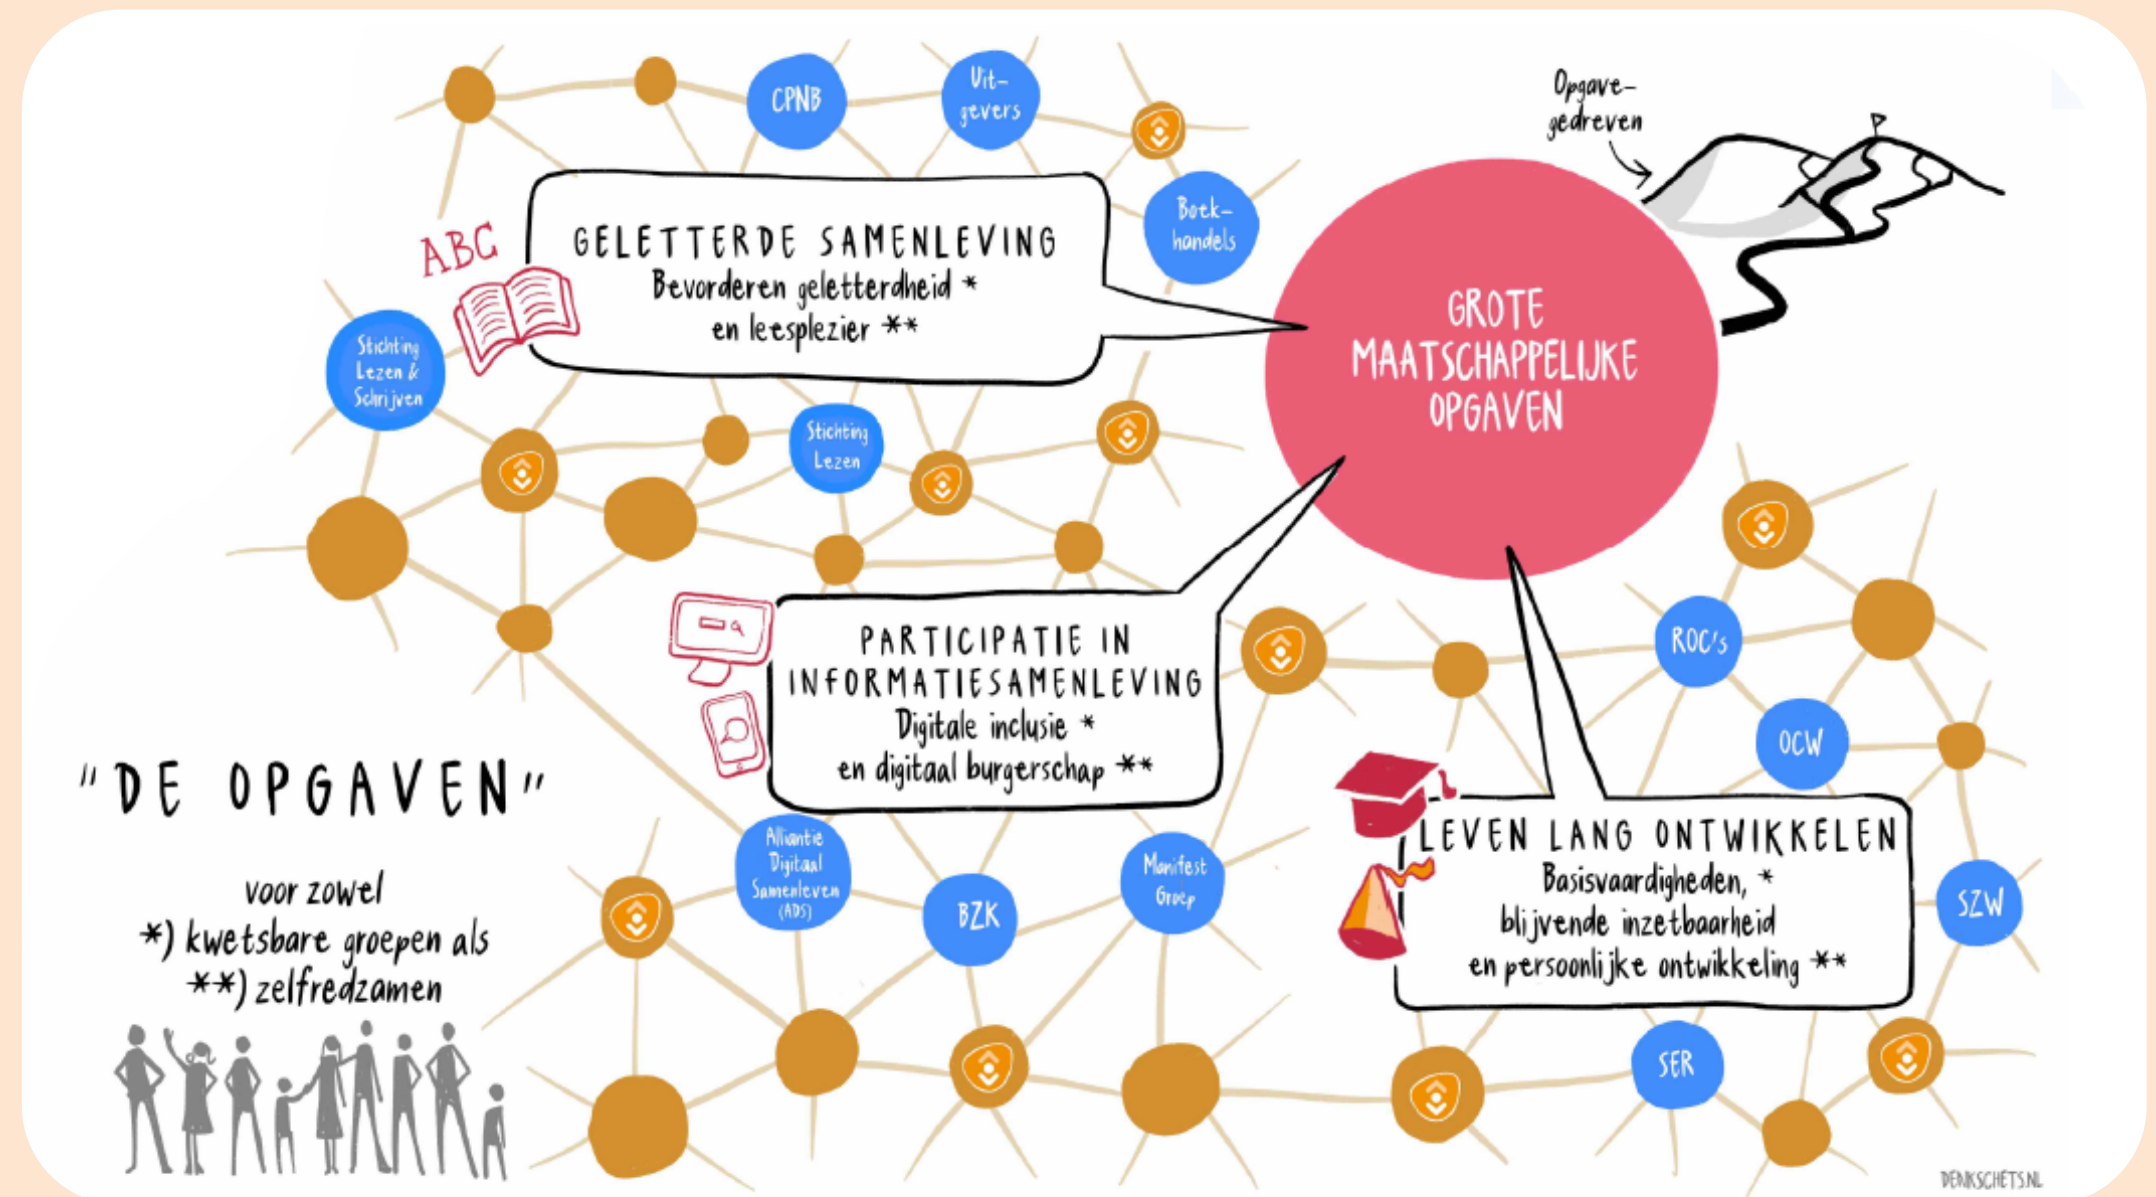 CPNB
Uit-
gevers
Boek-
handels
Opgave-
gedreven
ABC
GELETTERDE SAMENLEVING
Bevorderen geletterdheid *
en leesplezier **
GROTE
MAATSCHAPPELIJKE
OPGAVEN
Stichting
Lezen &
Schrijven
Stichting
Lezen
PARTICIPATIE IN
INFORMATIESAMENLEVING
Digitale inclusie *
en digitaal burgerschap **
ROC's
OCW
"DE OPGAVEN"
voor zowel
*) kwetsbare groepen als
**) zelfredzamen
Alliantie
Digitaal
Samenleven
(ADS)
BZK
Manifest
Groep
LEVEN LANG ONTWIKKELEN
Basisvaardigheden, *
blijvende inzetbaarheid
en persoonlijke ontwikkeling **
SZW
SER
DENKSCHETS.NL